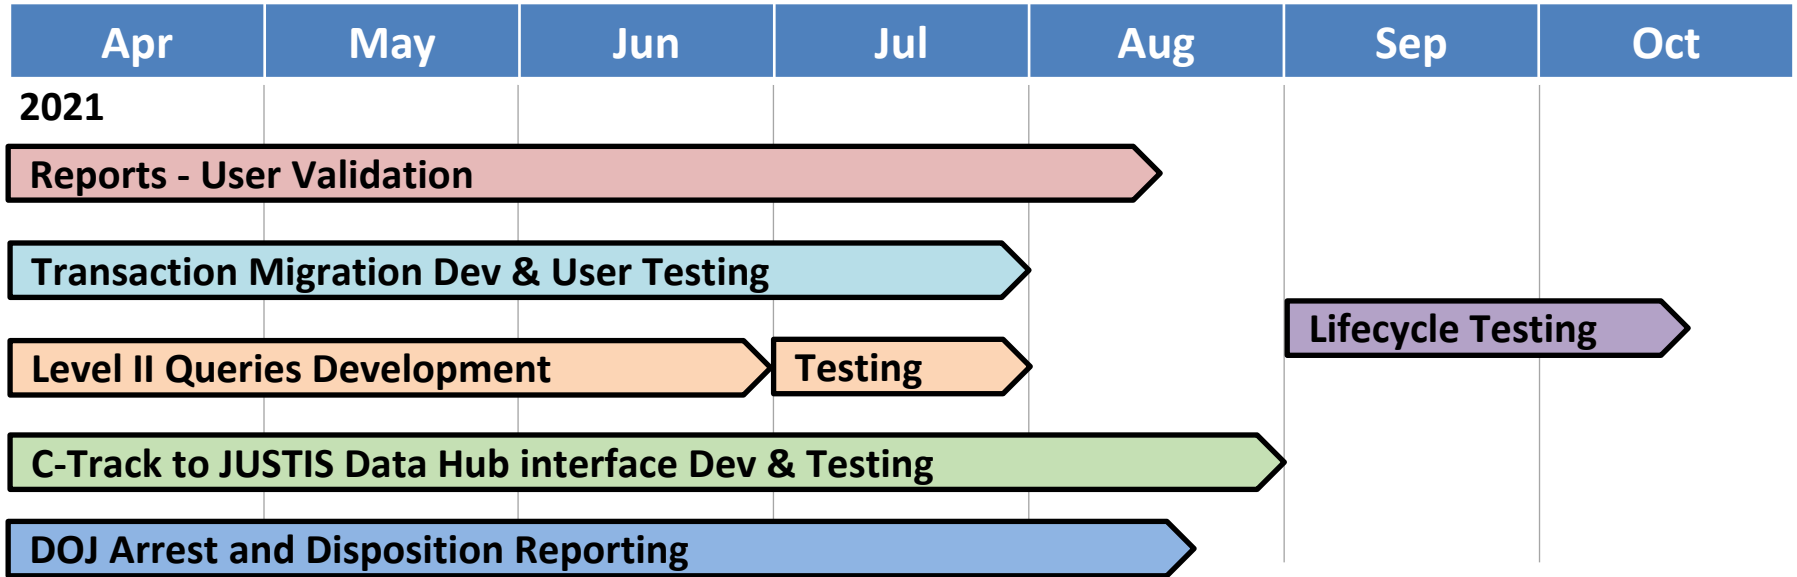 Apr May Jun Jul Aug Sep Oct
2021
Reports - User Validation
Transaction Migration Dev & User Testing
Lifecycle Testing
Level II Queries Development Testing
C-Track to JUSTIS Data Hub interface Dev & Testing
DOJ Arrest and Disposition Reporting